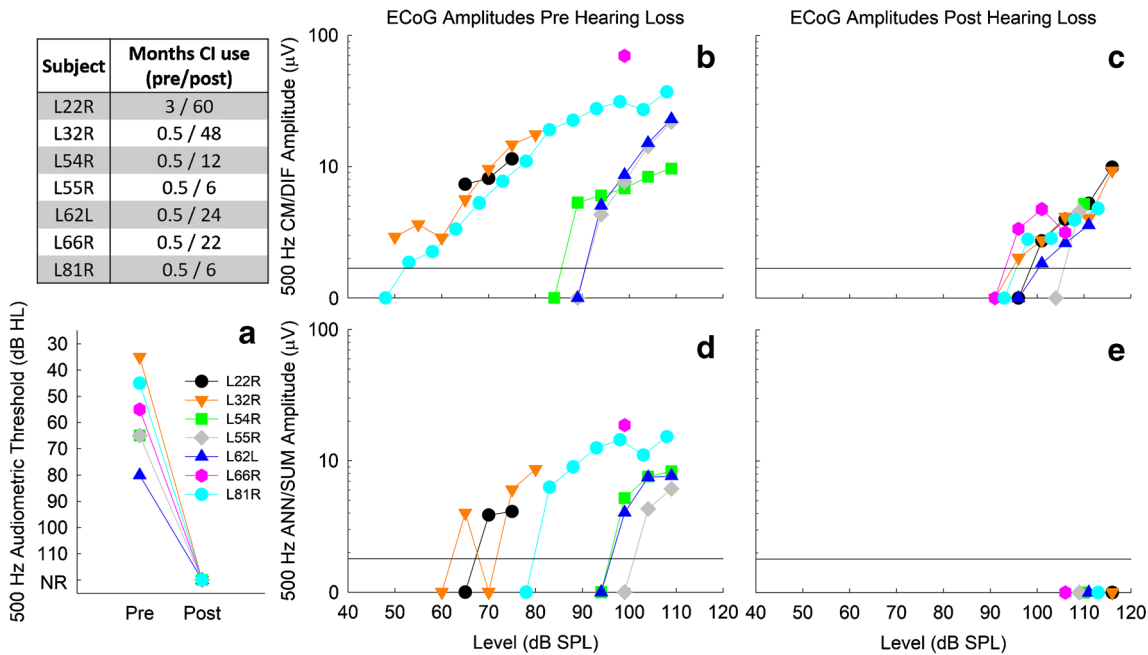 ECoG Amplitudes Pre Hearing Loss
ECoG Amplitudes Post Hearing Loss
Subject
Months CI use
(pre/post)
L22R 3 / 60
L32R 0.5 / 48
L54R 0.5 / 12
L55R 0.5 / 6
L62L 0.5 / 24
L66R 0.5 / 22
L81R 0.5 / 6
a
500 Hz Audiometric Threshold (dB HL)
30
40
50
60
70
80
90
100
110
NR
Pre Post
L22R
L32R
L54R
L55R
L62L
L66R
L81R
b
500 Hz CM/DIF Amplitude (µV)
100
10
0
c
d
500 Hz ANN/SUM Amplitude (µV)
100
10
0
40 50 60 70 80 90 100 110 120
Level (dB SPL)
e
40 50 60 70 80 90 100 110 120
Level (dB SPL)